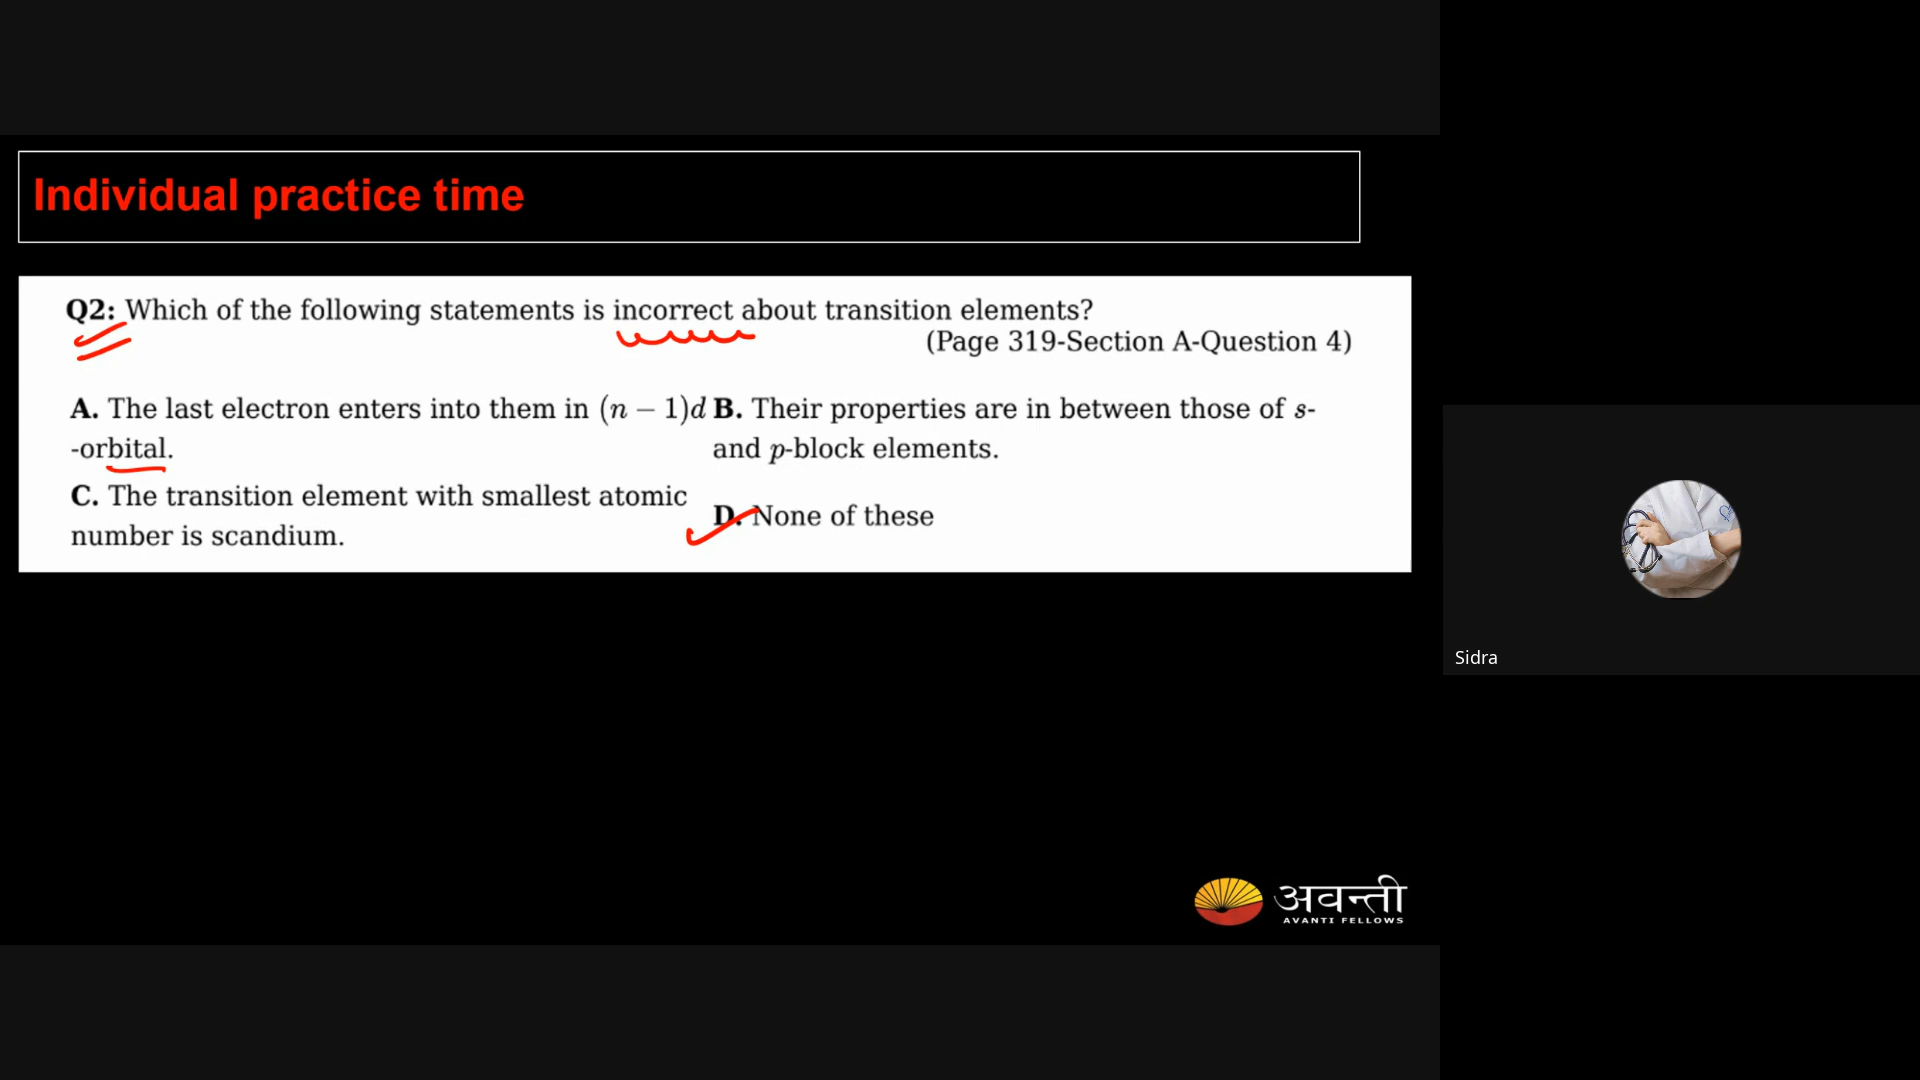 Individual practice time
Q2: Which of the following statements is incorrect about transition elements?
(Page 319-Section A-Question 4)
A. The last electron enters into them in (n − 1)d
-orbital.
B. Their properties are in between those of s-
and p-block elements.
C. The transition element with smallest atomic
number is scandium.
D. None of these
Sidra
अवन्ती
AVANTI FELLOWS